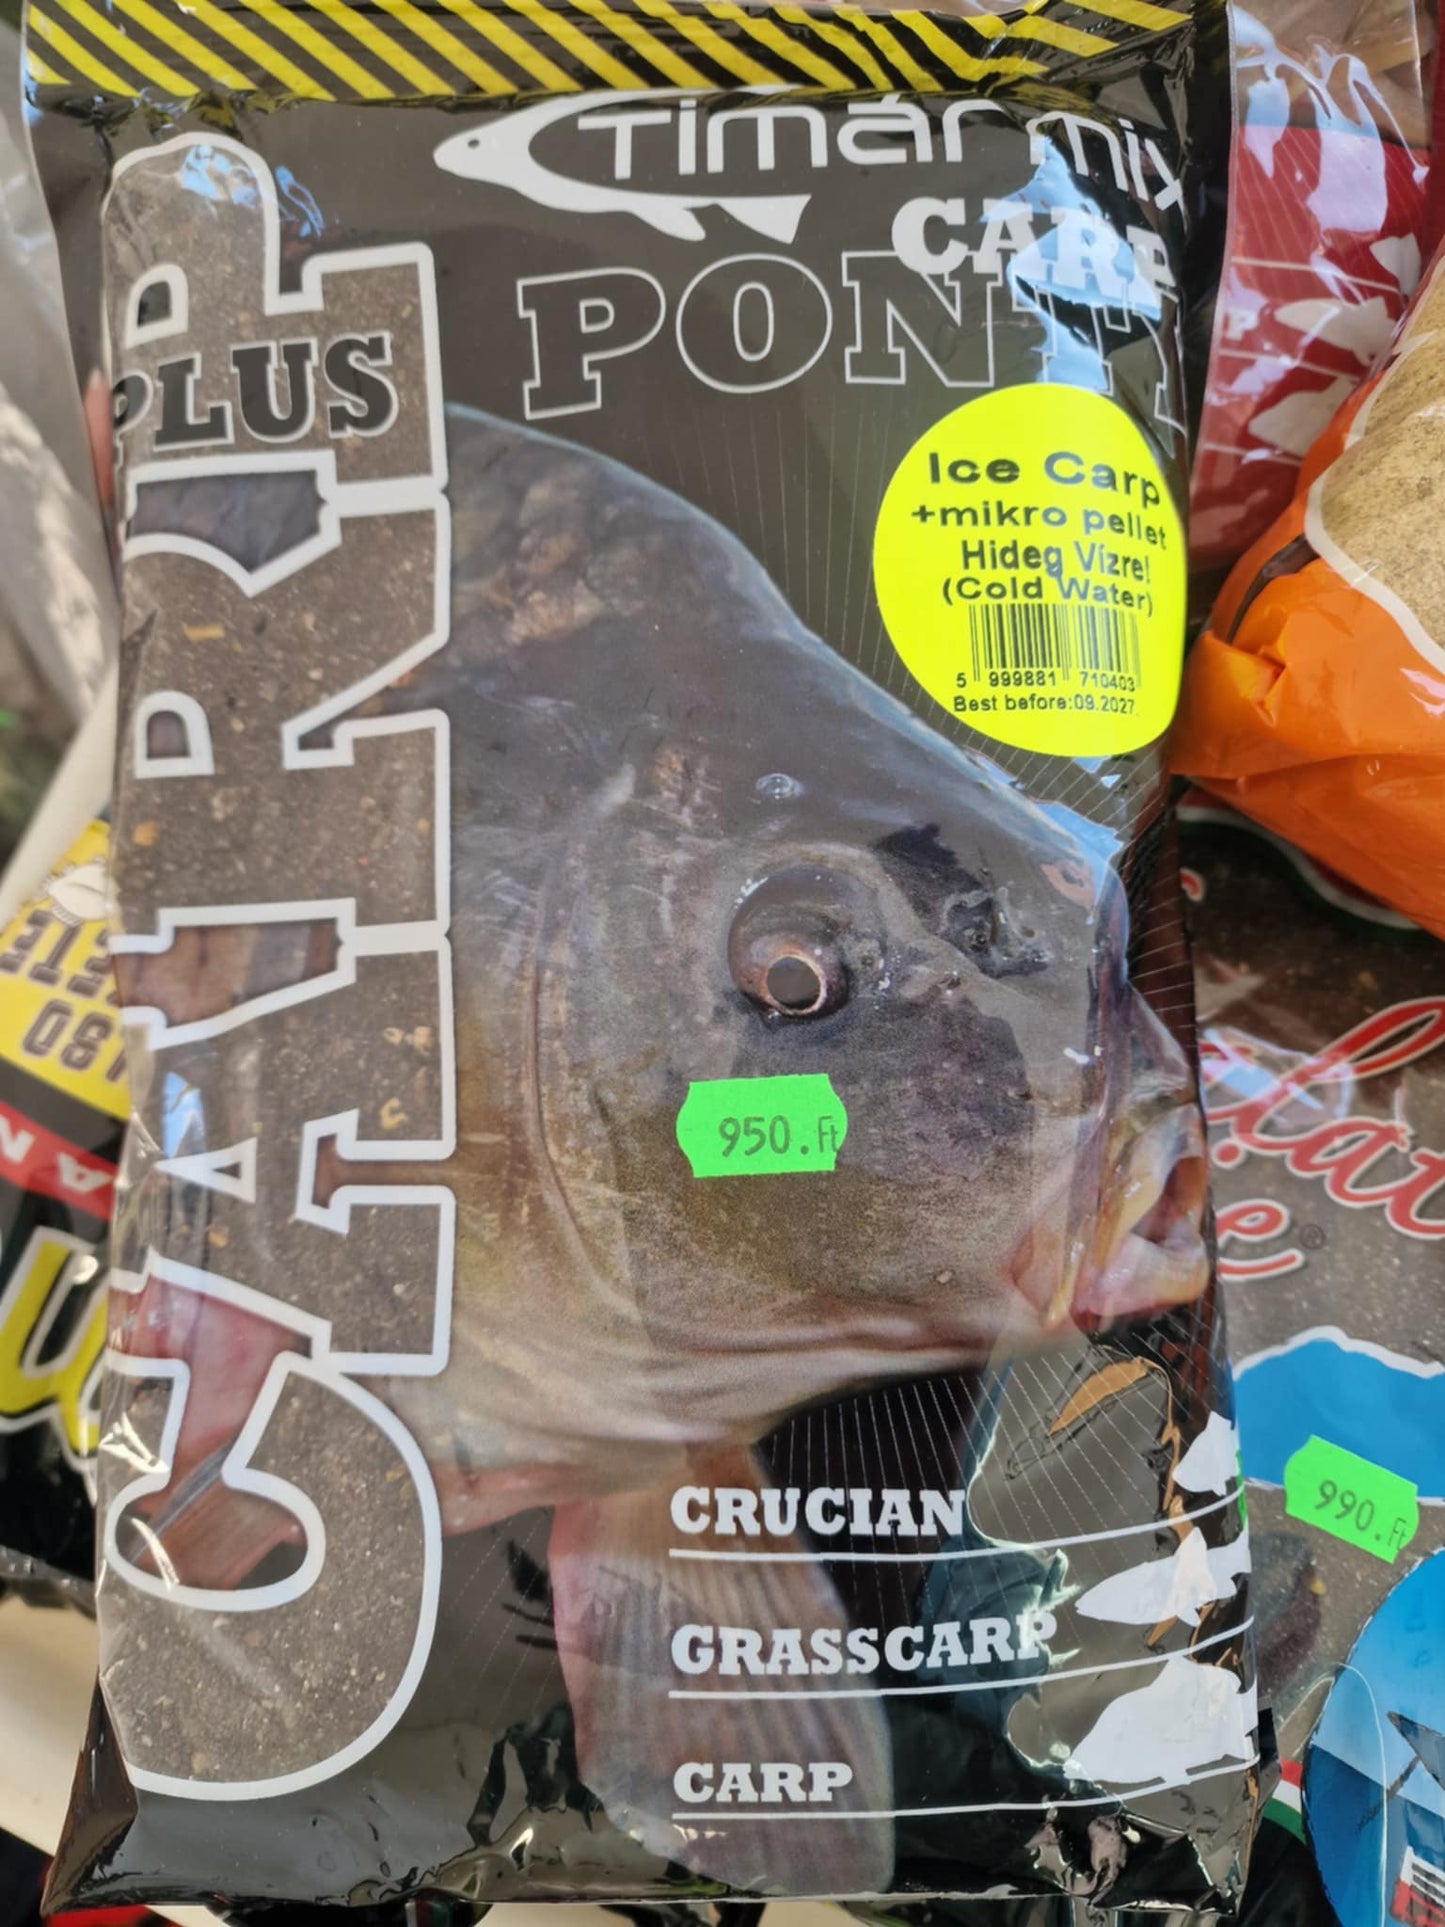 Timár mix
CARP
PONTY
CARP
PLUS
Ice Carp
+mikro pellet
Hideg Vízre!
(Cold Water)
5 999881 710403
Best before:09.2027.
950.Ft
CRUCIAN
GRASSCARP
CARP
990.Ft